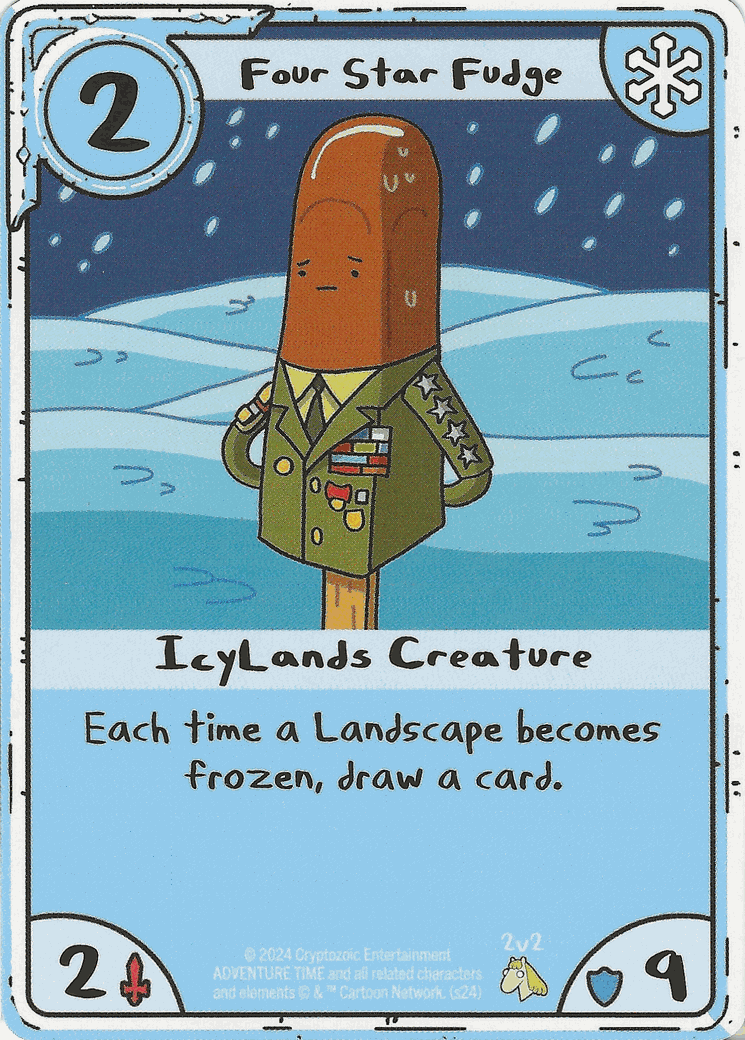 2
Four Star Fudge
IcyLands Creature
Each time a Landscape becomes
frozen, draw a card.
2
© 2024 Cryptozoic Entertainment
ADVENTURE TIME and all related characters
and elements © & ™ Cartoon Network. (s24)
2v2
9